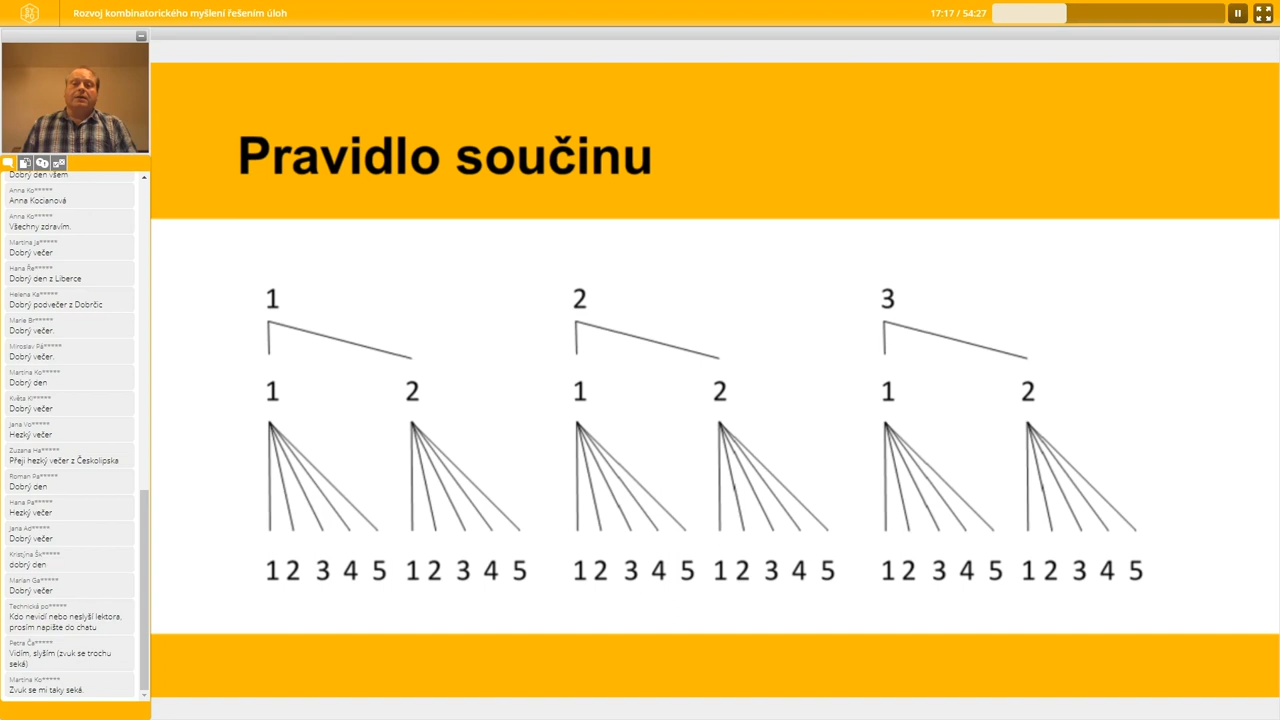 Rozvoj kombinatorického myšlení řešením úloh
17:17 / 54:27
Dobrý den všem
Anna Ko*****
Anna Kocianová
Anna Ko*****
Všechny zdravím.
Martina Ja*****
Dobrý večer
Hana Ře*****
Dobrý den z Liberce
Helena Ka*****
Dobrý podvečer z Dobrčic
Marie Br*****
Dobrý večer.
Miroslav Pá*****
Dobrý večer.
Martina Ko*****
Dobrý den
Květa Kl*****
Dobrý večer
Jana Vo*****
Hezký večer
Zuzana Ha*****
Přeji hezký večer z Českolipska
Roman Pa*****
Dobrý den
Hana Pa*****
Hezký večer
Jana Ad*****
Dobrý večer
Kristýna Šk*****
dobrý den
Marian Ga*****
Dobrý večer
Technická po*****
Kdo nevidí nebo neslyší lektora,
prosím napište do chatu
Petra Ča*****
Vidím, slyším (zvuk se trochu
seká)
Martina Ko*****
Zvuk se mi taky seká.
Pravidlo součinu
1 2 3
1 2 1 2 1 2
1 2 3 4 5 1 2 3 4 5 1 2 3 4 5 1 2 3 4 5 1 2 3 4 5 1 2 3 4 5